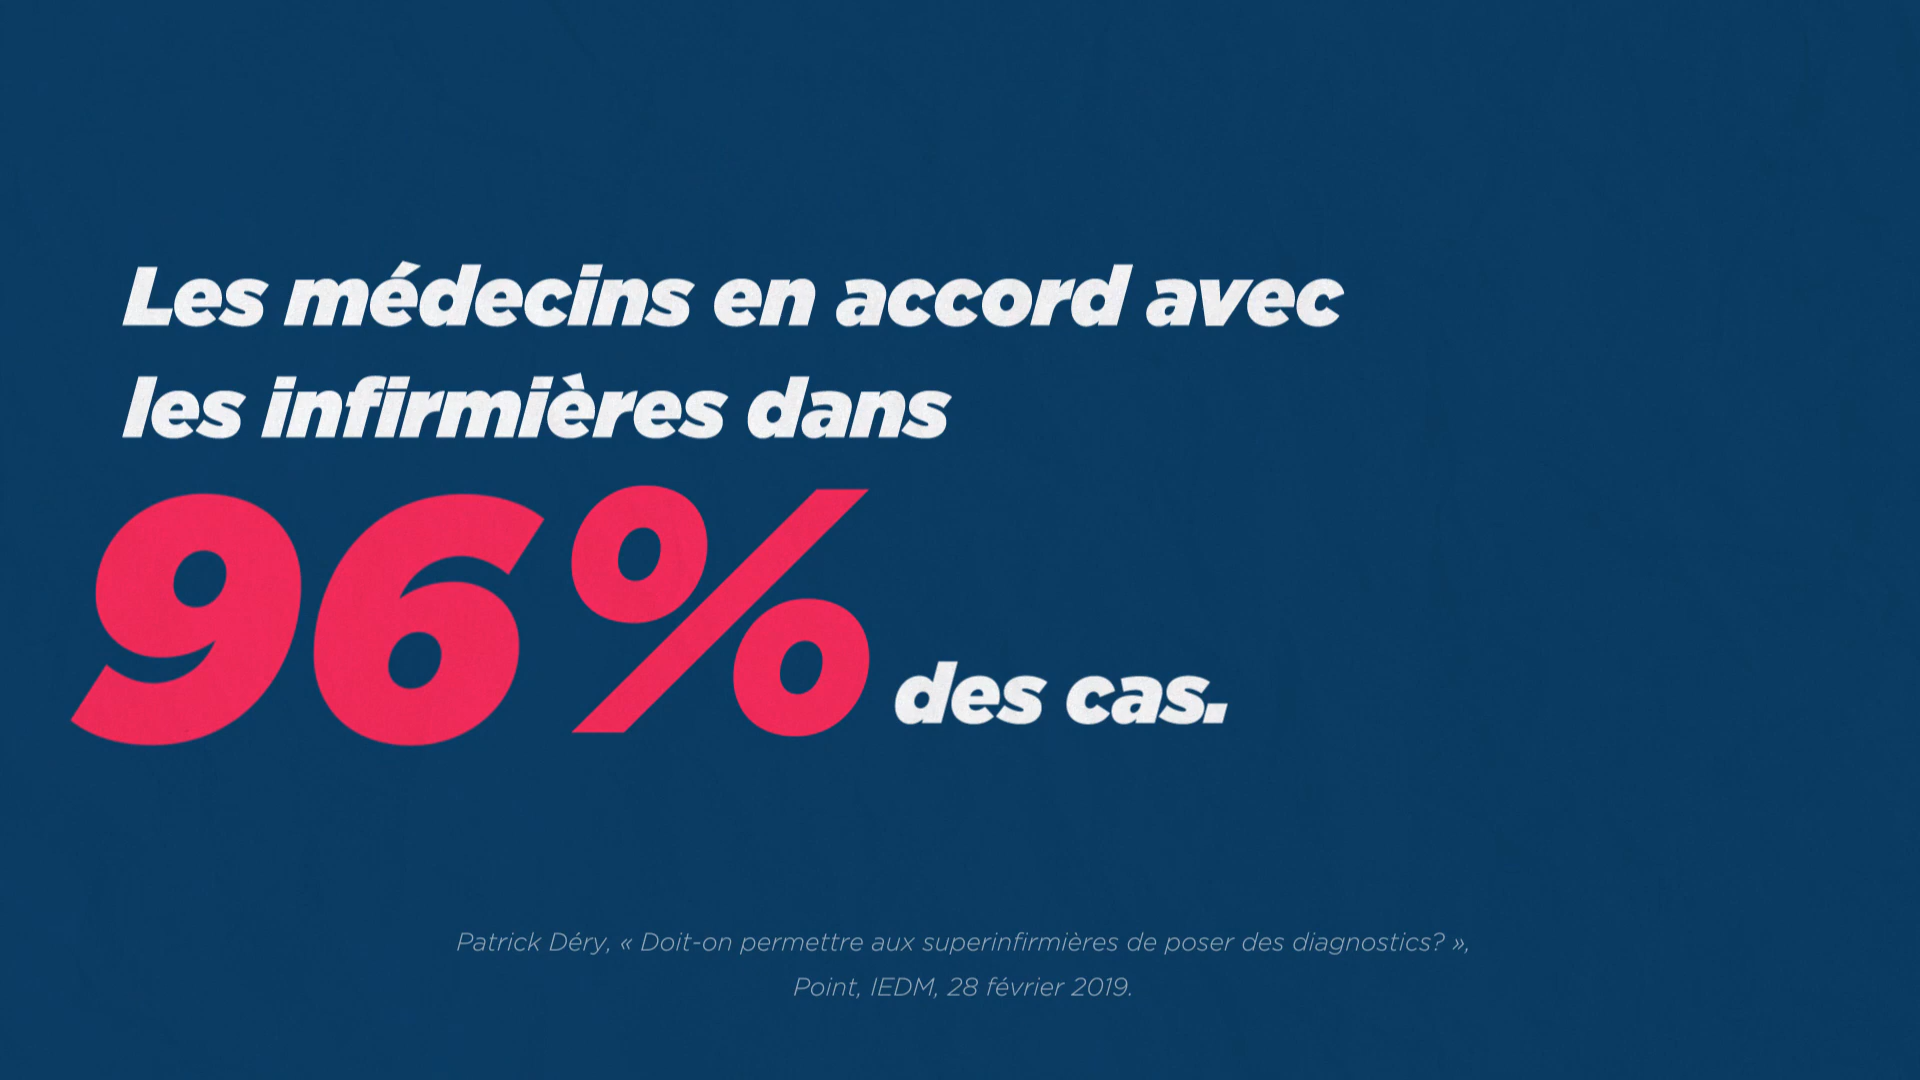 Les médecins en accord avec
les infirmières dans
96% des cas.
Patrick Déry, « Doit-on permettre aux superinfirmières de poser des diagnostics? »,
Point, IEDM, 28 février 2019.